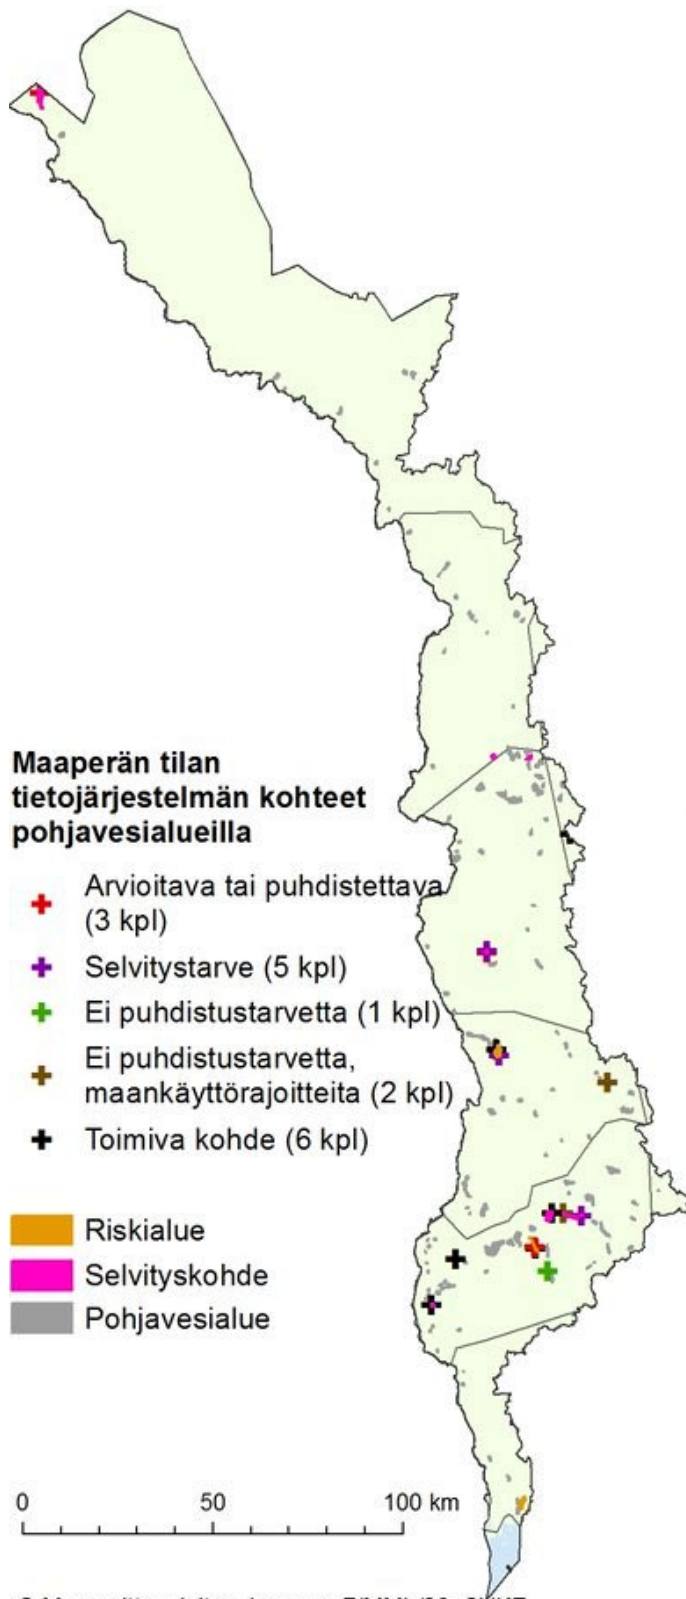 Maaperän tilan
tietojärjestelmän kohteet
pohjavesialueilla
Arvioitava tai puhdistettava
(3 kpl)
Selvitystarve (5 kpl)
Ei puhdistustarvetta (1 kpl)
Ei puhdistustarvetta,
maankäyttörajoitteita (2 kpl)
Toimiva kohde (6 kpl)
Riskialue
Selvityskohde
Pohjavesialue
0 50 100 km